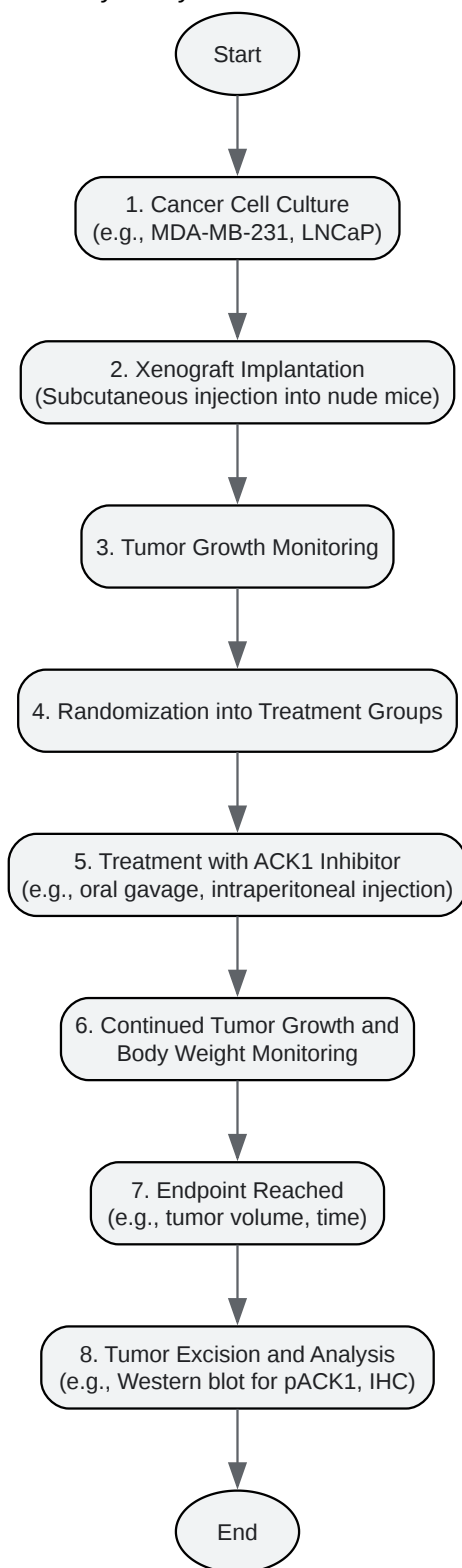 Start
1. Cancer Cell Culture
(e.g., MDA-MB-231, LNCaP)
2. Xenograft Implantation
(Subcutaneous injection into nude mice)
3. Tumor Growth Monitoring
4. Randomization into Treatment Groups
5. Treatment with ACK1 Inhibitor
(e.g., oral gavage, intraperitoneal injection)
6. Continued Tumor Growth and
Body Weight Monitoring
7. Endpoint Reached
(e.g., tumor volume, time)
8. Tumor Excision and Analysis
(e.g., Western blot for pACK1, IHC)
End